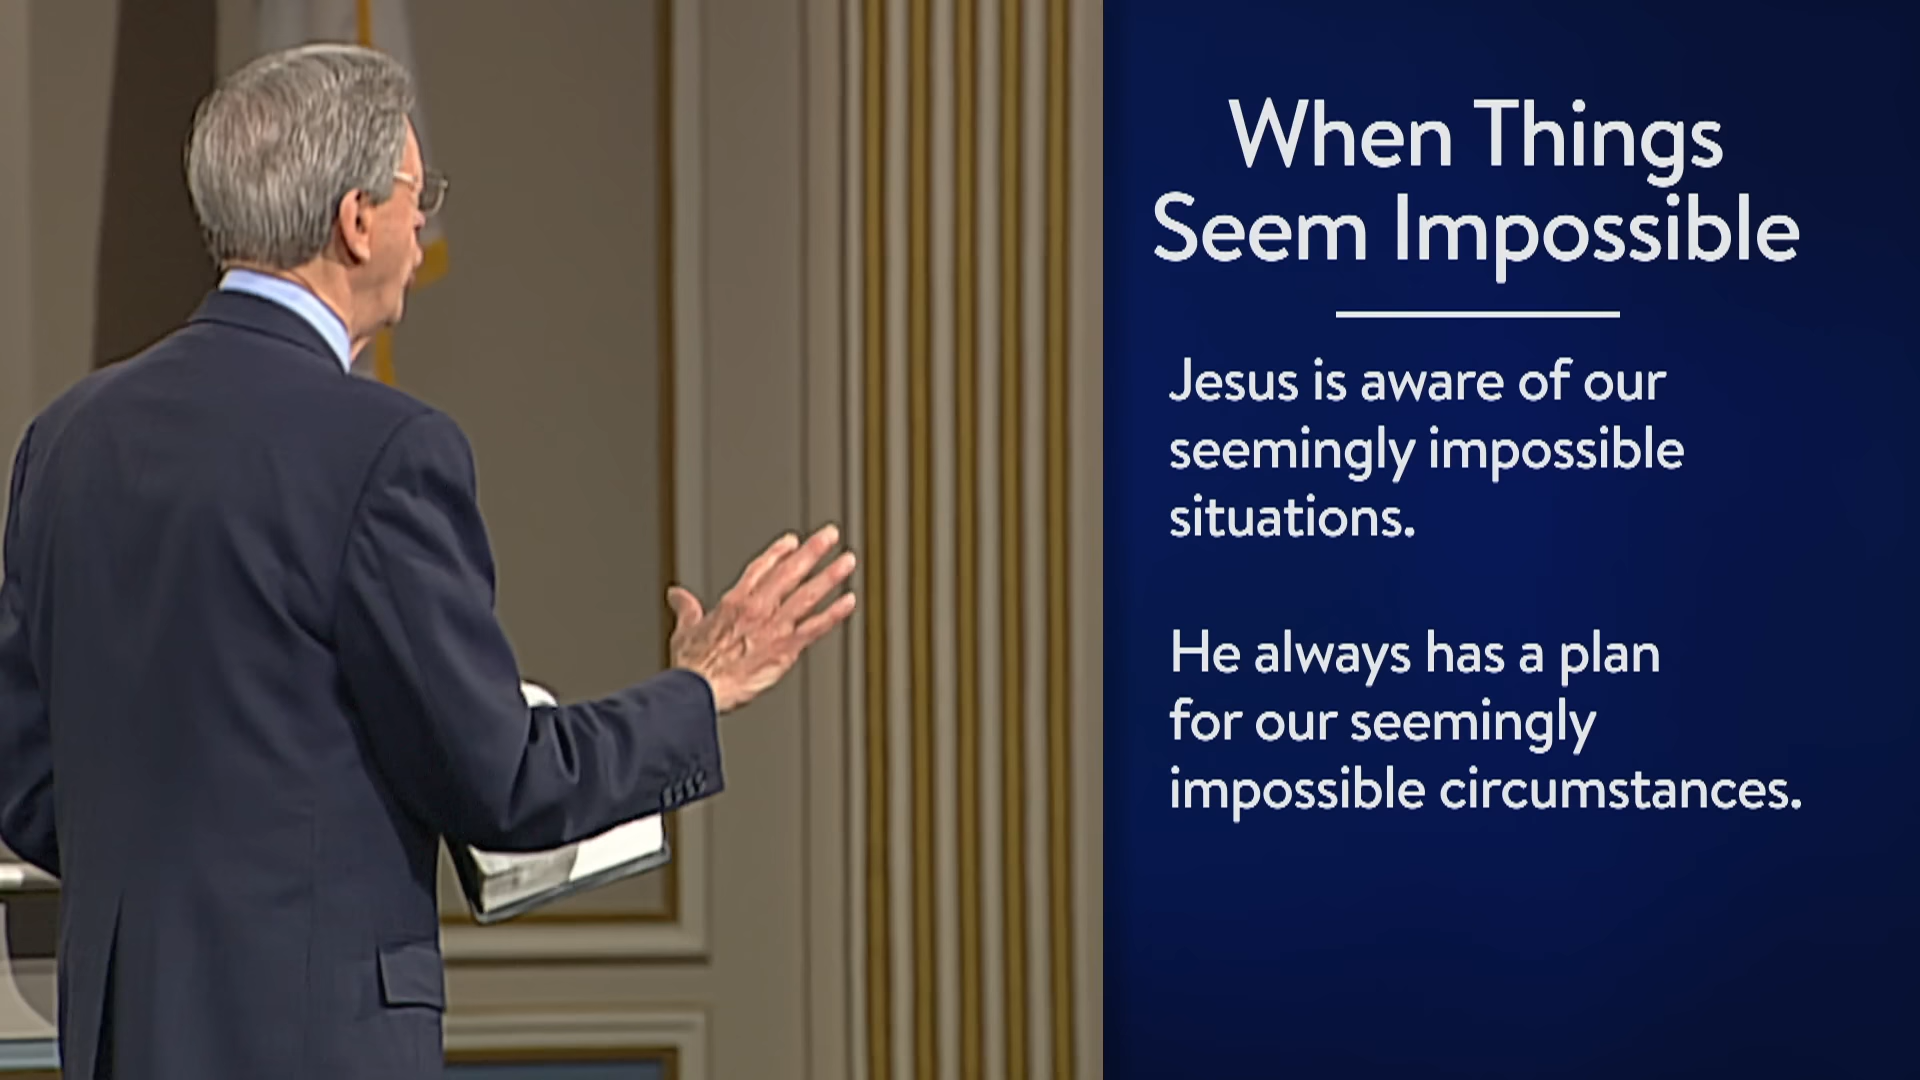 When Things
Seem Impossible
Jesus is aware of our
seemingly impossible
situations.
He always has a plan
for our seemingly
impossible circumstances.